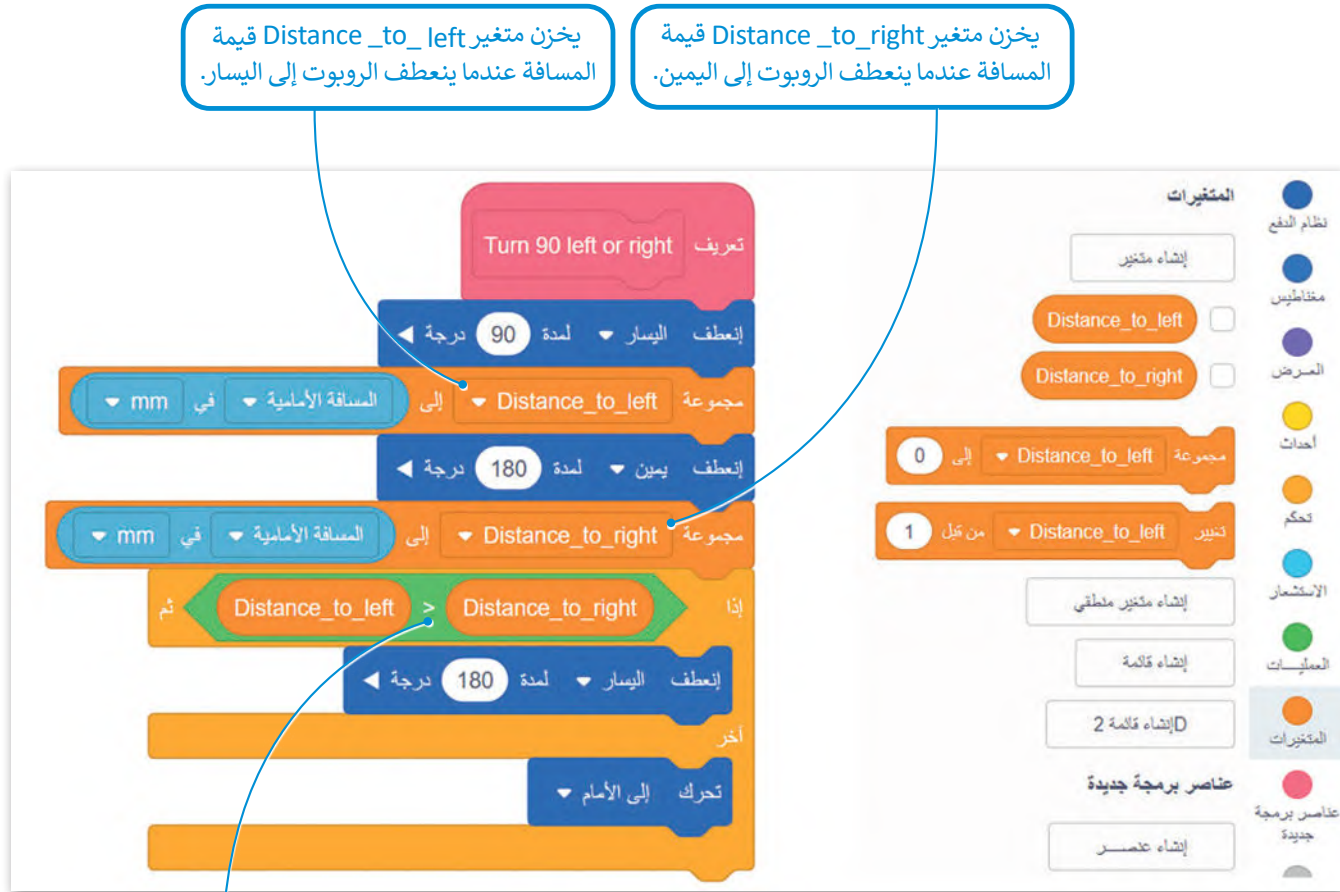 يخزن متغير Distance _to_right قيمة
المسافة عندما ينعطف الروبوت إلى اليمين.
يخزن متغير Distance _to_ left قيمة
المسافة عندما ينعطف الروبوت إلى اليسار.
نظام الدفع
مغناطيس
العـرض
أحداث
تحكم
الاستشعار
العمليـــات
المتغيرات
عناصر برمجة
جديدة
المتغيرات
إنشاء متغير
Distance_to_left
Distance_to_right
مجموعة Distance_to_left إلى 0
تغيير Distance_to_left من قبل 1
إنشاء متغير منطقي
إنشاء قائمة
Dإنشاء قائمة 2
عناصر برمجة جديدة
إنشاء عنصـــر
تعريف Turn 90 left or right
إنعطف اليسار لمدة 90 درجة
مجموعة Distance_to_left إلى المسافة الأمامية في mm
إنعطف يمين لمدة 180 درجة
مجموعة Distance_to_right إلى المسافة الأمامية في mm
إذا Distance_to_right < Distance_to_left ثم
إنعطف اليسار لمدة 180 درجة
آخر
تحرك إلى الأمام